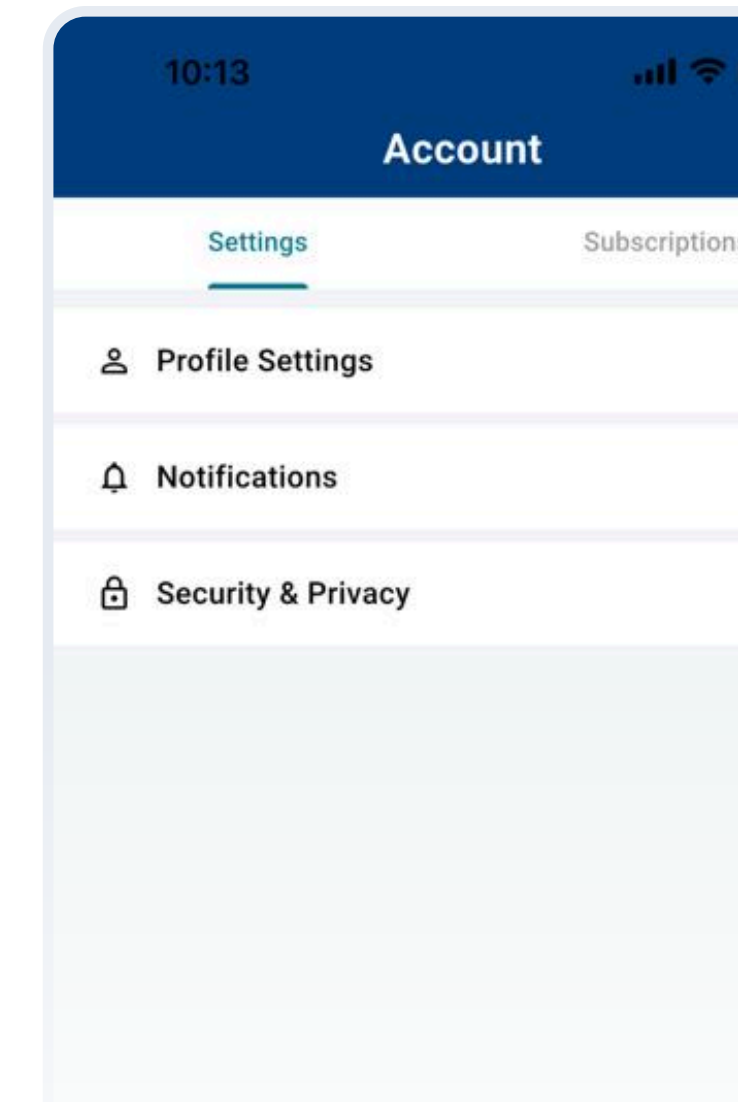 10:13
Account
Settings Subscription
Profile Settings
Notifications
Security & Privacy